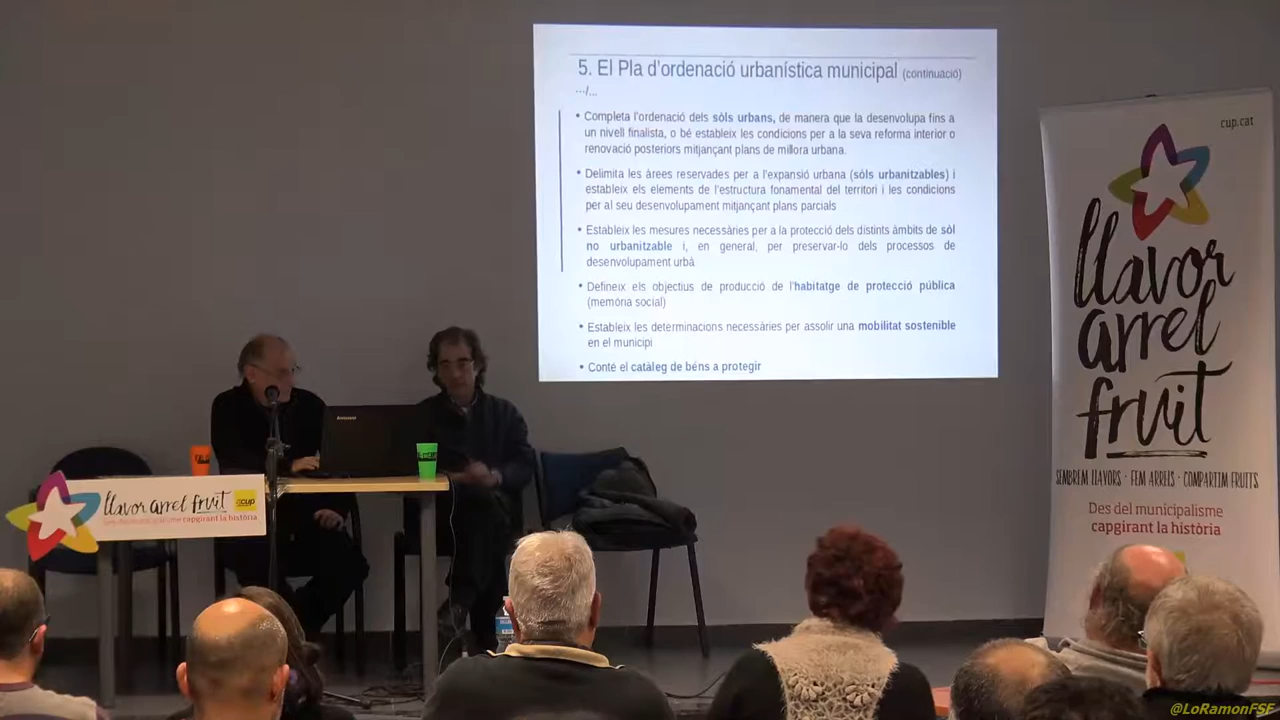 5. El Pla d'ordenació urbanística municipal (continuació)
.../...
• Completa l'ordenació dels sòls urbans, de manera que la desenvolupa fins a
un nivell finalista, o bé estableix les condicions per a la seva reforma interior o
renovació posteriors mitjançant plans de millora urbana.
• Delimita les àrees reservades per a l'expansió urbana (sòls urbanitzables) i
estableix els elements de l'estructura fonamental del territori i les condicions
per al seu desenvolupament mitjançant plans parcials
• Estableix les mesures necessàries per a la protecció dels distints àmbits de sòl
no urbanitzable i, en general, per preservar-lo dels processos de
desenvolupament urbà
• Defineix els objectius de producció de l'habitatge de protecció pública
(memòria social)
• Estableix les determinacions necessàries per assolir una mobilitat sostenible
en el municipi
• Conté el catàleg de béns a protegir
cup.cat
llavor
arrel
fruit
SEMBREM LLAVORS · FEM ARRELS · COMPARTIM FRUITS
Des del municipalisme
capgirant la història
lenovo
llavor arrel fruit
cup
Des del municipalisme capgirant la història
@LoRamonFSF